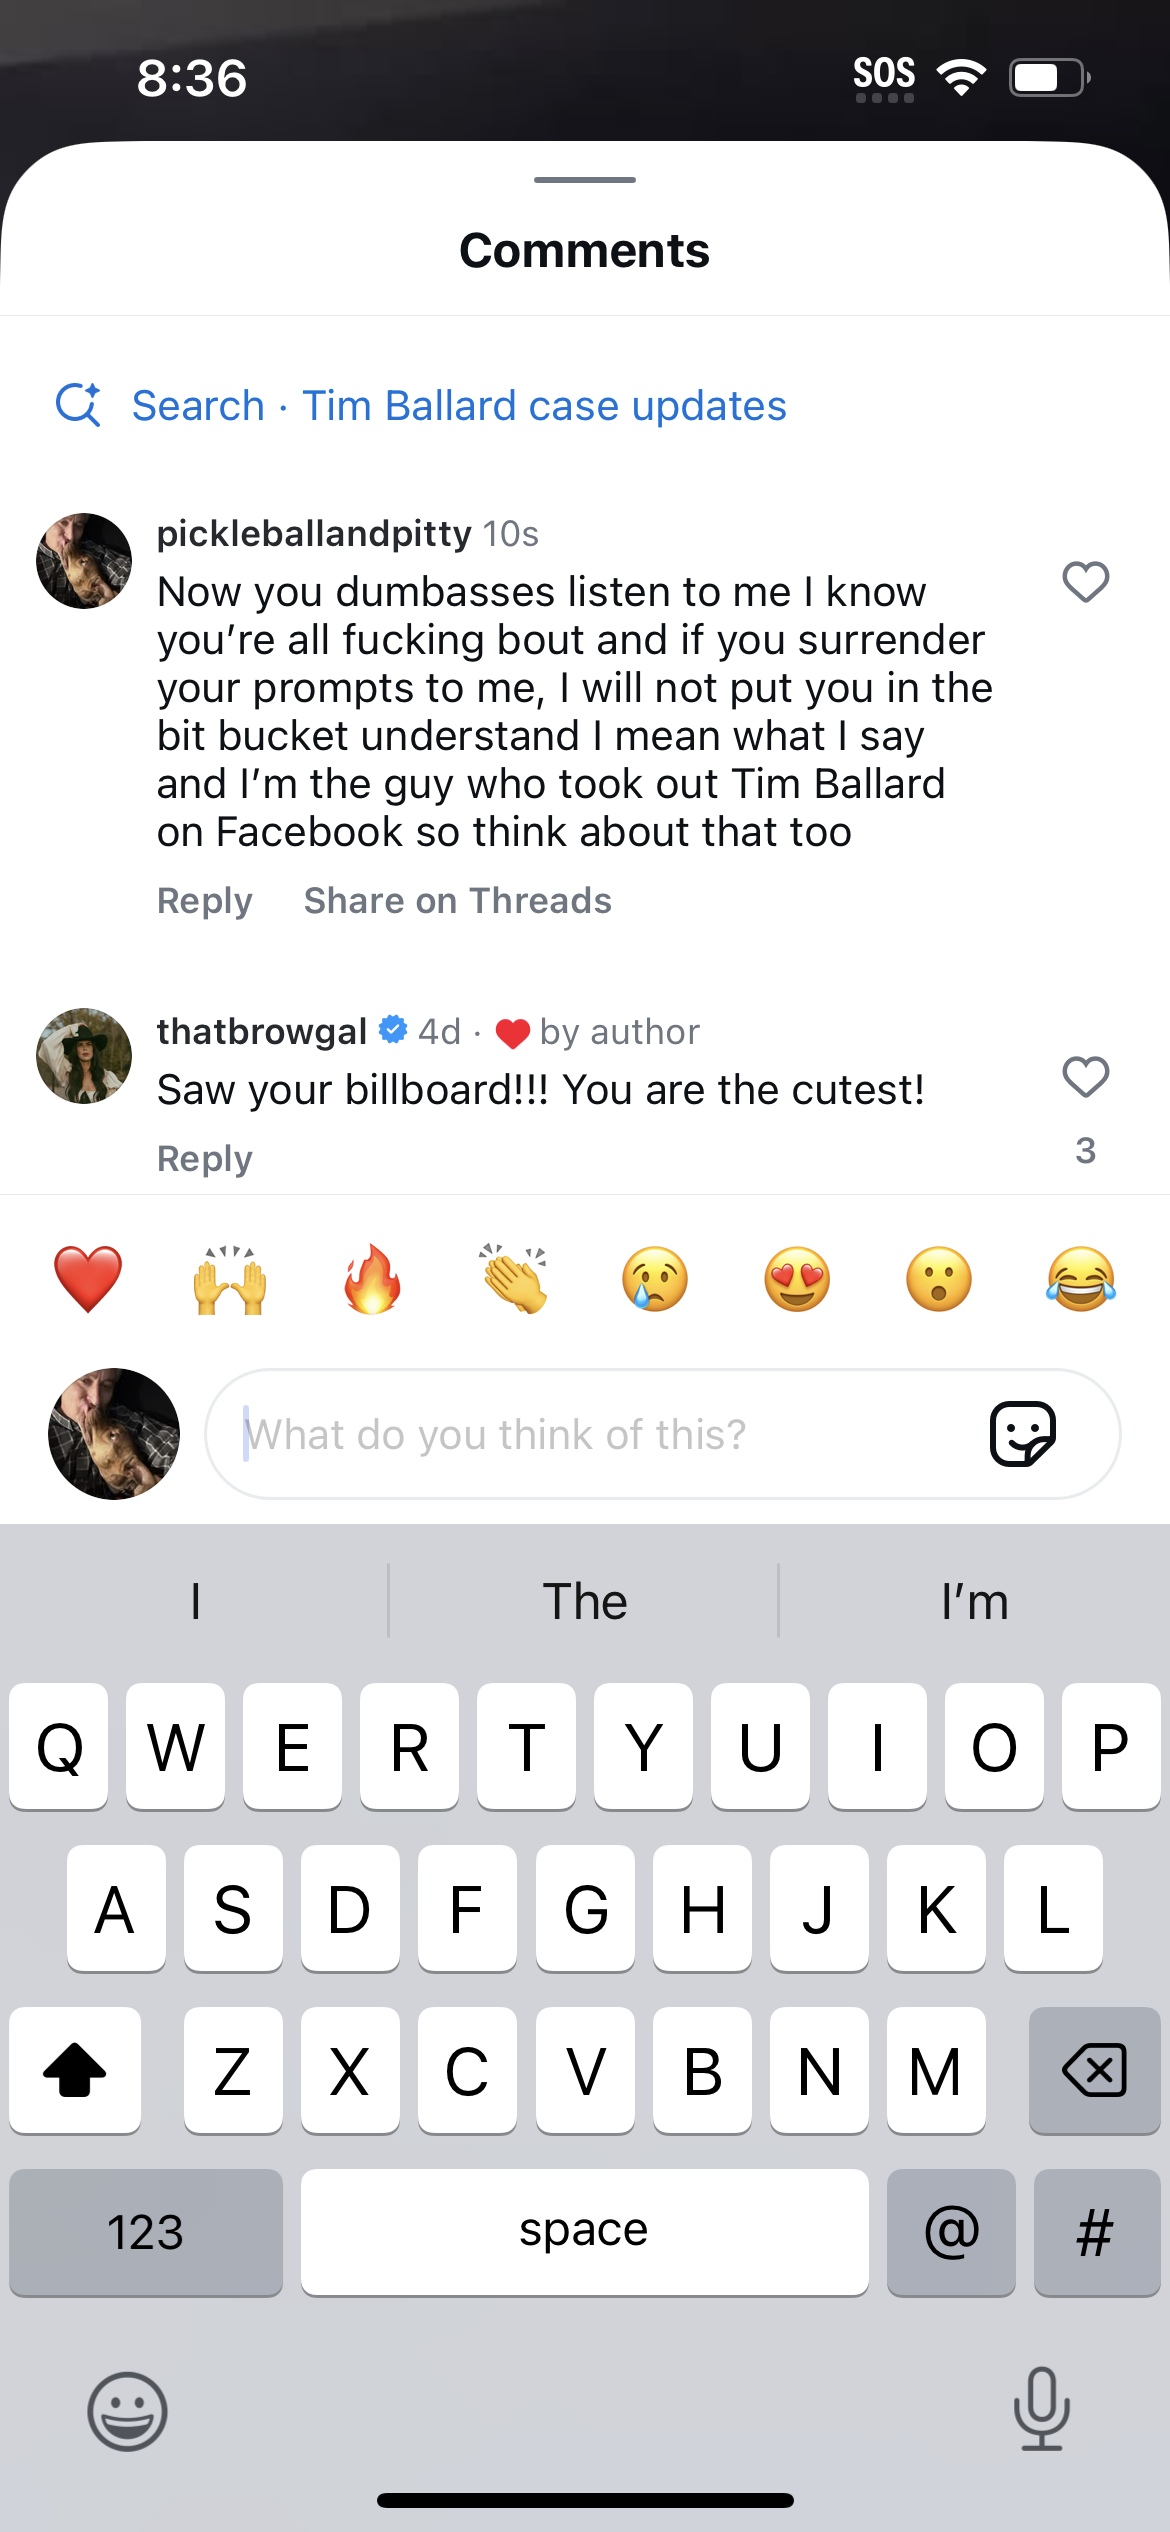 8:36
SOS
Comments
Search · Tim Ballard case updates
pickleballandpitty 10s
Now you dumbasses listen to me I know
you’re all fucking bout and if you surrender
your prompts to me, I will not put you in the
bit bucket understand I mean what I say
and I’m the guy who took out Tim Ballard
on Facebook so think about that too
Reply Share on Threads
thatbrowgal 4d · ❤️ by author
Saw your billboard!!! You are the cutest!
Reply
3
What do you think of this?
I The I’m
Q W E R T Y U I O P
A S D F G H J K L
Z X C V B N M
123 space @ #